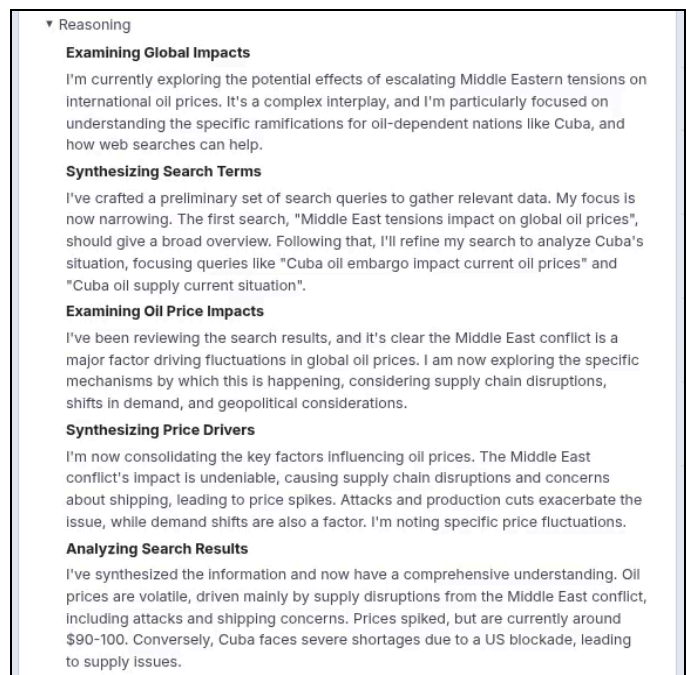 ▼ Reasoning
Examining Global Impacts
I'm currently exploring the potential effects of escalating Middle Eastern tensions on
international oil prices. It's a complex interplay, and I'm particularly focused on
understanding the specific ramifications for oil-dependent nations like Cuba, and
how web searches can help.
Synthesizing Search Terms
I've crafted a preliminary set of search queries to gather relevant data. My focus is
now narrowing. The first search, "Middle East tensions impact on global oil prices",
should give a broad overview. Following that, I'll refine my search to analyze Cuba's
situation, focusing queries like "Cuba oil embargo impact current oil prices" and
"Cuba oil supply current situation".
Examining Oil Price Impacts
I've been reviewing the search results, and it's clear the Middle East conflict is a
major factor driving fluctuations in global oil prices. I am now exploring the specific
mechanisms by which this is happening, considering supply chain disruptions,
shifts in demand, and geopolitical considerations.
Synthesizing Price Drivers
I'm now consolidating the key factors influencing oil prices. The Middle East
conflict's impact is undeniable, causing supply chain disruptions and concerns
about shipping, leading to price spikes. Attacks and production cuts exacerbate the
issue, while demand shifts are also a factor. I'm noting specific price fluctuations.
Analyzing Search Results
I've synthesized the information and now have a comprehensive understanding. Oil
prices are volatile, driven mainly by supply disruptions from the Middle East conflict,
including attacks and shipping concerns. Prices spiked, but are currently around
$90-100. Conversely, Cuba faces severe shortages due to a US blockade, leading
to supply issues.